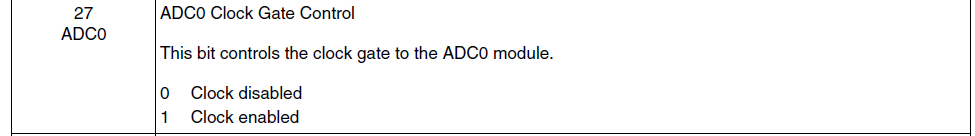 27
ADC0
ADC0 Clock Gate Control
This bit controls the clock gate to the ADC0 module.
0 Clock disabled
1 Clock enabled